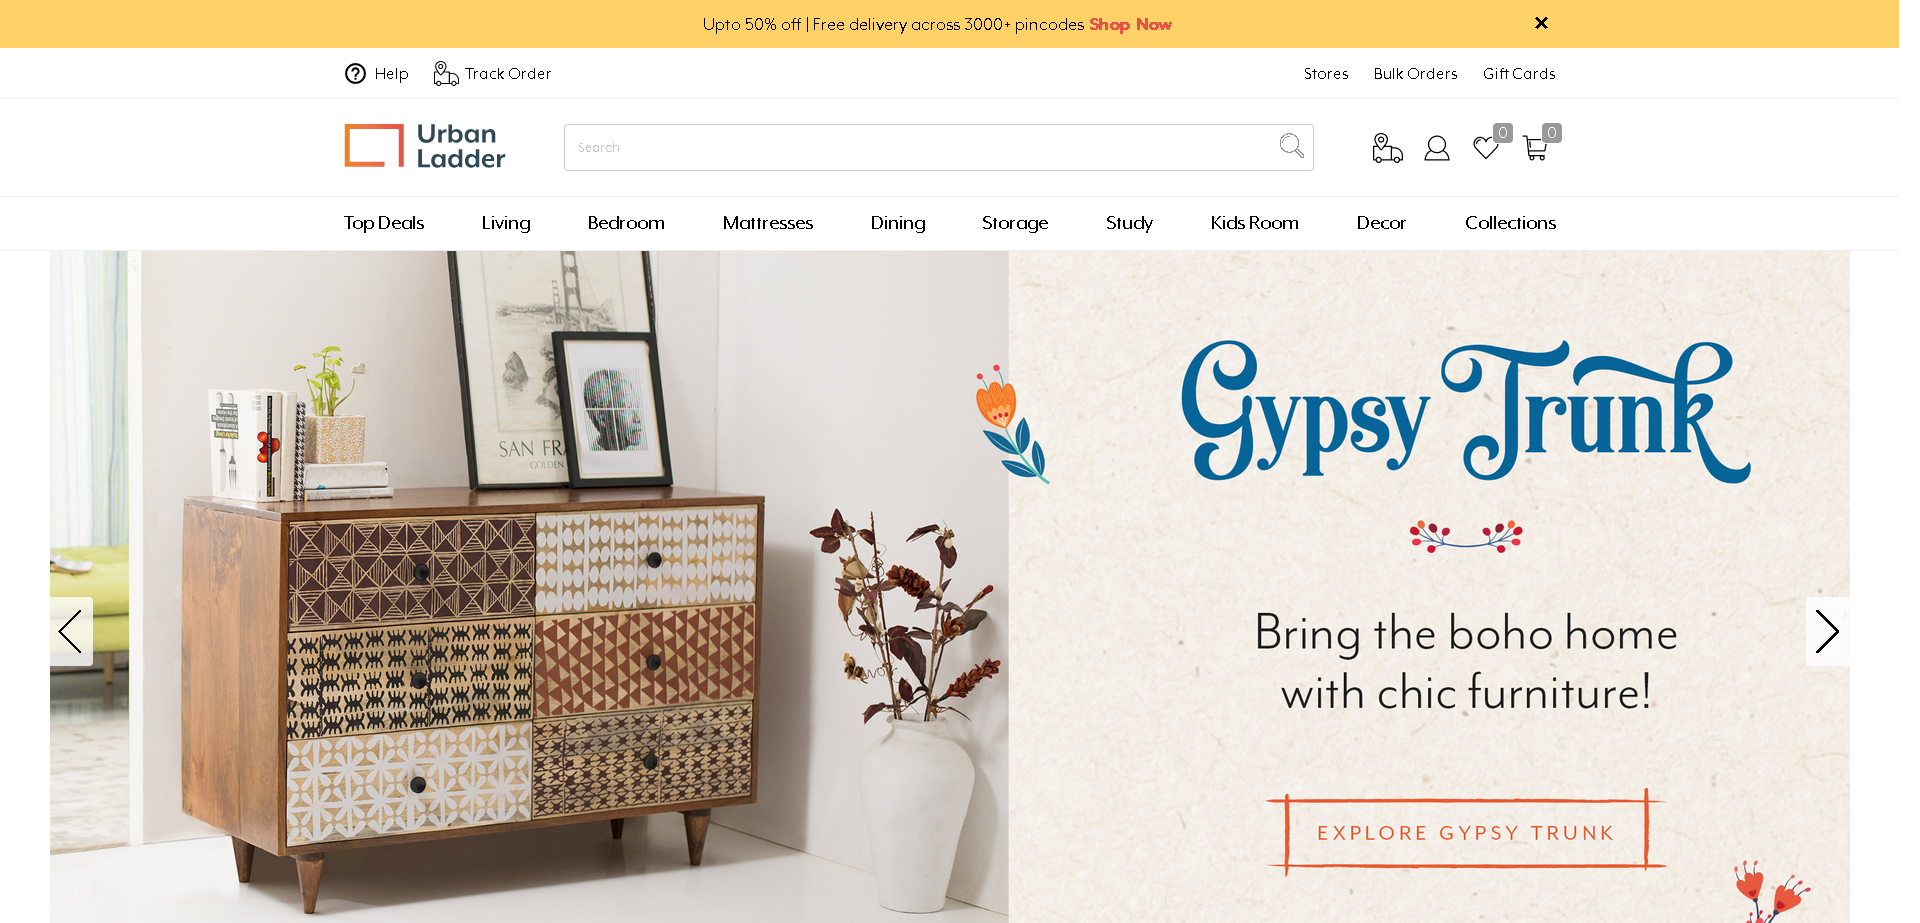 Upto 50% off | Free delivery across 3000+ pincodes Shop Now
Help
Track Order
Stores
Bulk Orders
Gift Cards
Urban
Ladder
Search
0
0
Top Deals
Living
Bedroom
Mattresses
Dining
Storage
Study
Kids Room
Decor
Collections
SAN FRA
GOLDEN
Gypsy Trunk
Bring the boho home
with chic furniture!
EXPLORE GYPSY TRUNK